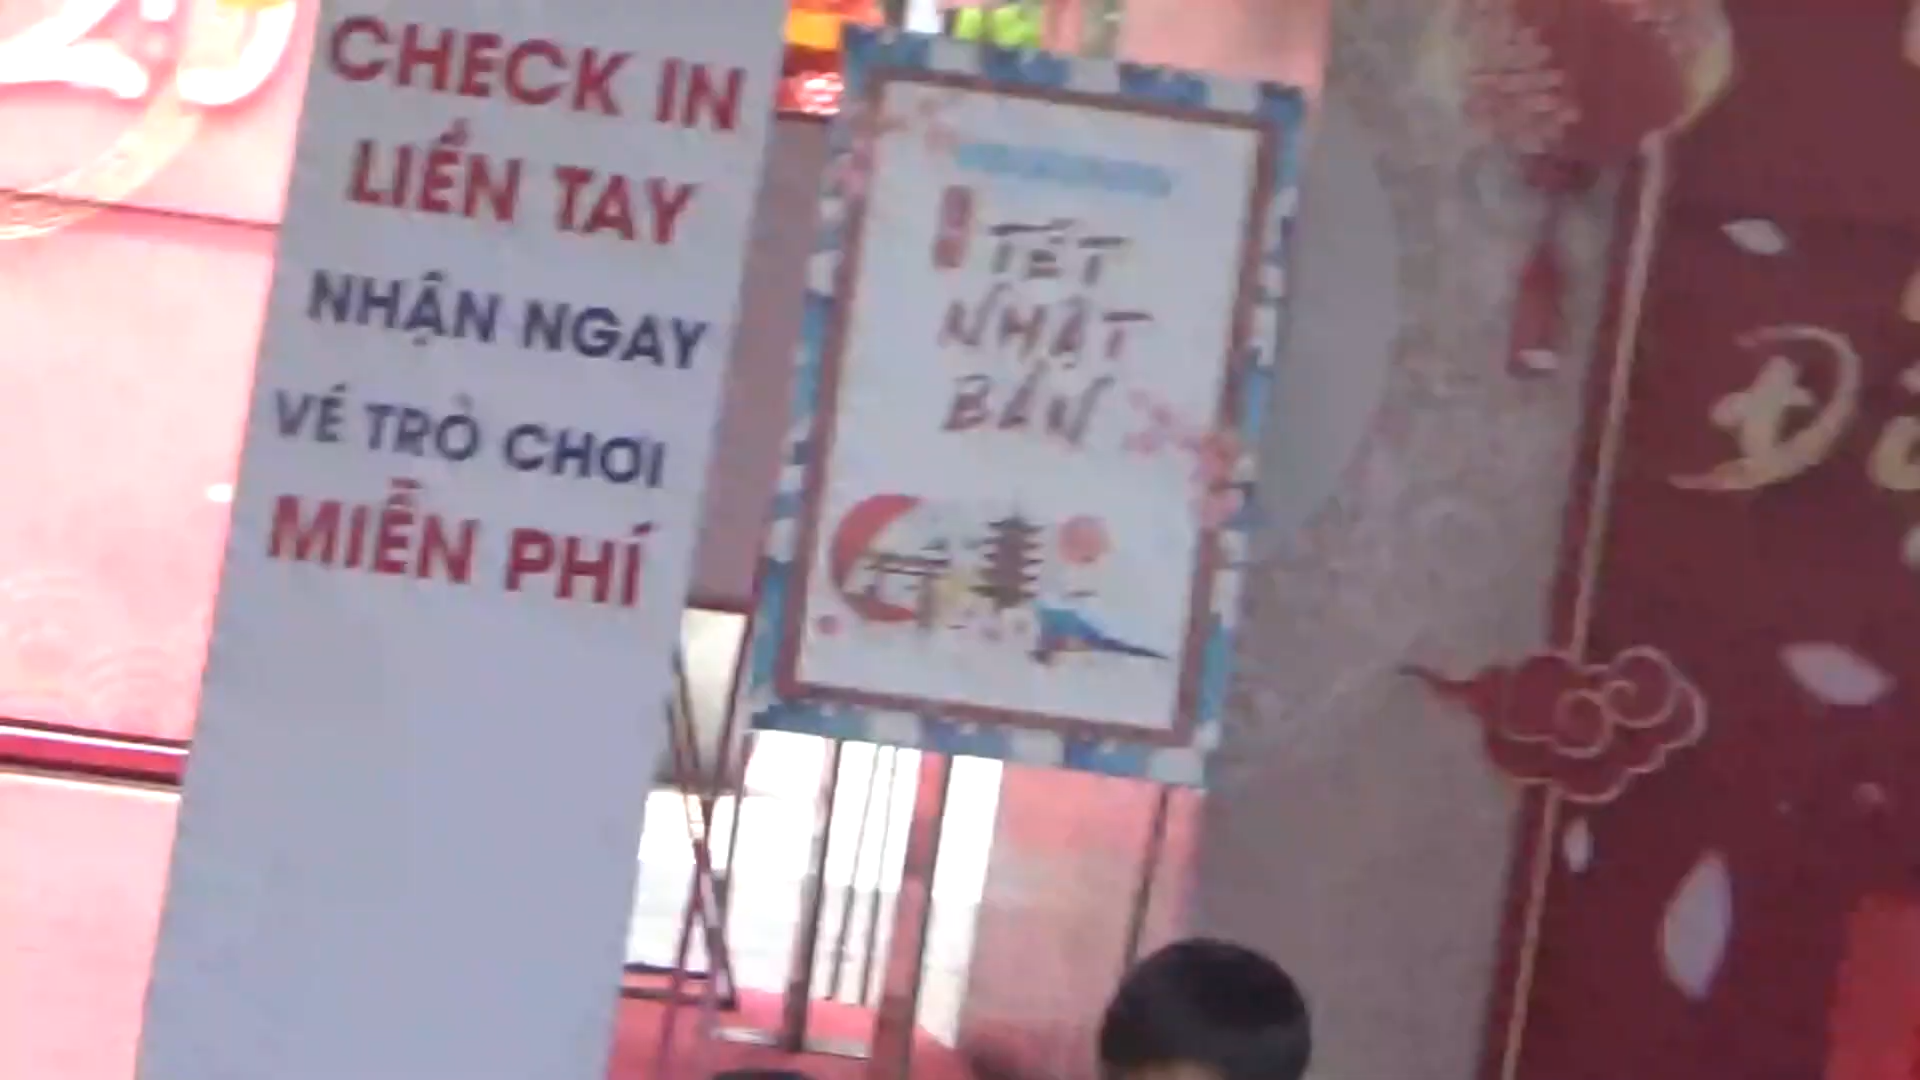 CHECK IN
LIỀN TAY
NHẬN NGAY
VÉ TRÒ CHƠI
MIỄN PHÍ
TẾT
NHẬT
BẢN